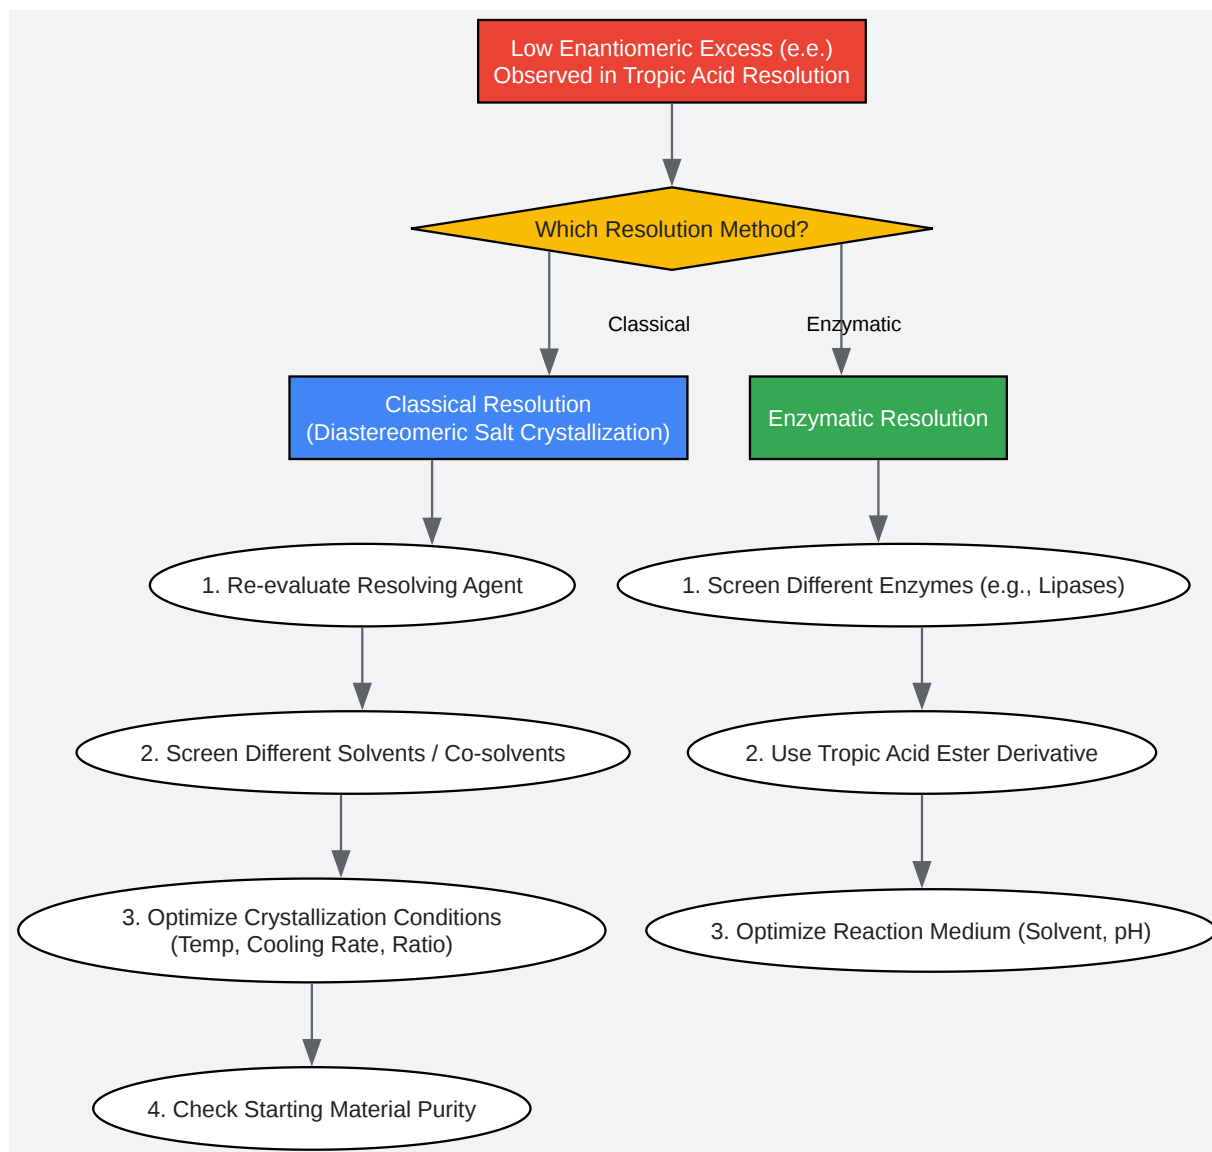 Low Enantiomeric Excess (e.e.)
Observed in Tropic Acid Resolution
Which Resolution Method?
Classical
Enzymatic
Classical Resolution
(Diastereomeric Salt Crystallization)
Enzymatic Resolution
1. Re-evaluate Resolving Agent
1. Screen Different Enzymes (e.g., Lipases)
2. Screen Different Solvents / Co-solvents
2. Use Tropic Acid Ester Derivative
3. Optimize Crystallization Conditions
(Temp, Cooling Rate, Ratio)
3. Optimize Reaction Medium (Solvent, pH)
4. Check Starting Material Purity